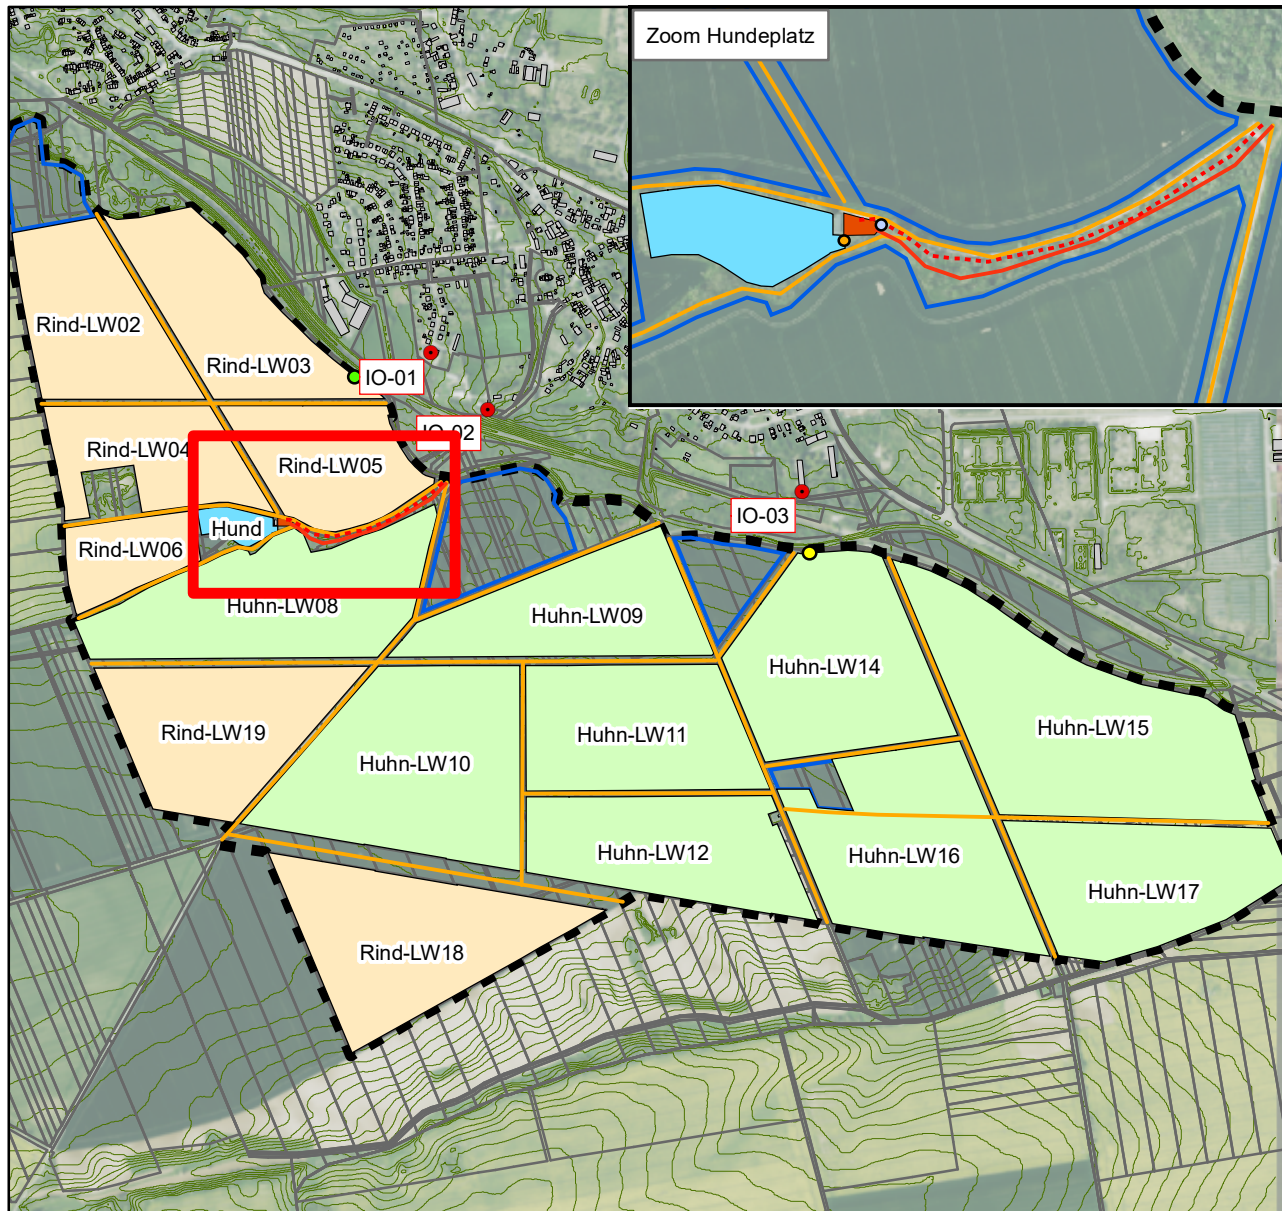 Zoom Hundeplatz
Rind-LW02
Rind-LW03
IO-01
IO-02
Rind-LW04
Rind-LW05
IO-03
Hund
Rind-LW06
Huhn-LW08
Huhn-LW09
Huhn-LW14
Rind-LW19
Huhn-LW11
Huhn-LW15
Huhn-LW10
Huhn-LW12
Huhn-LW16
Huhn-LW17
Rind-LW18